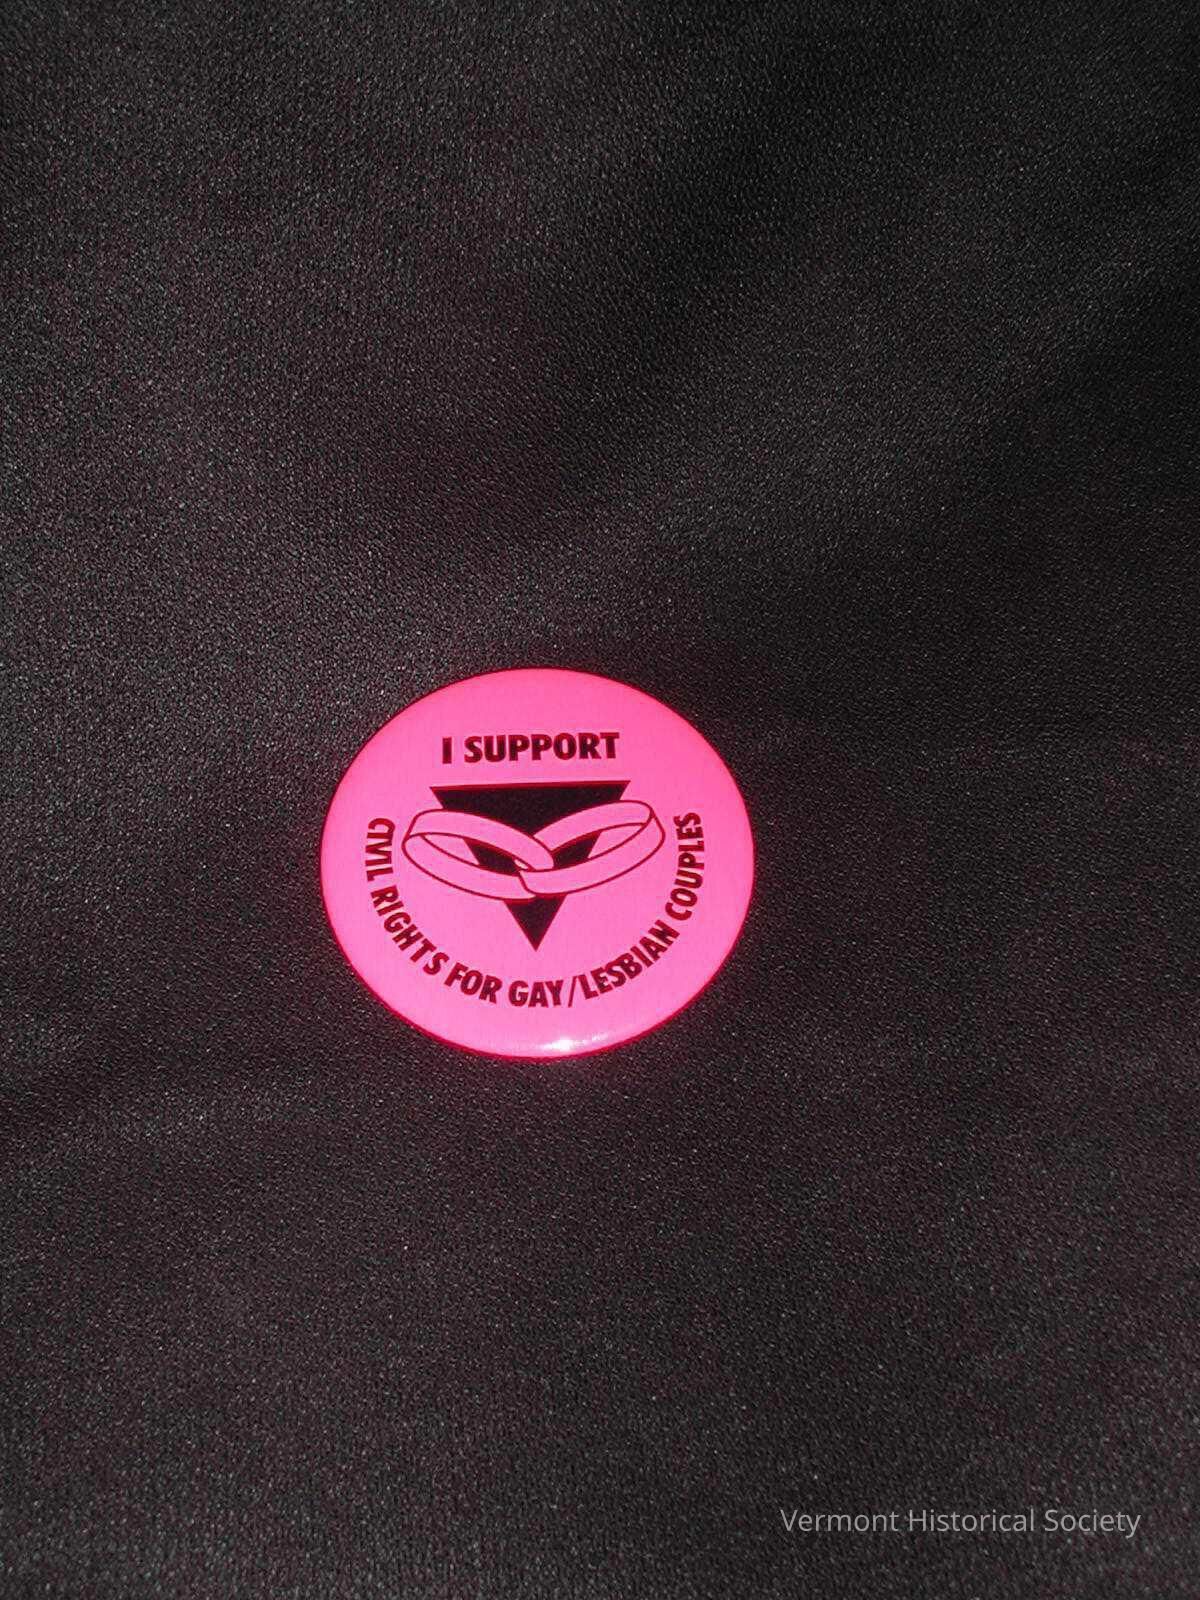 I SUPPORT
CIVIL RIGHTS FOR GAY/LESBIAN COUPLES
Vermont Historical Society